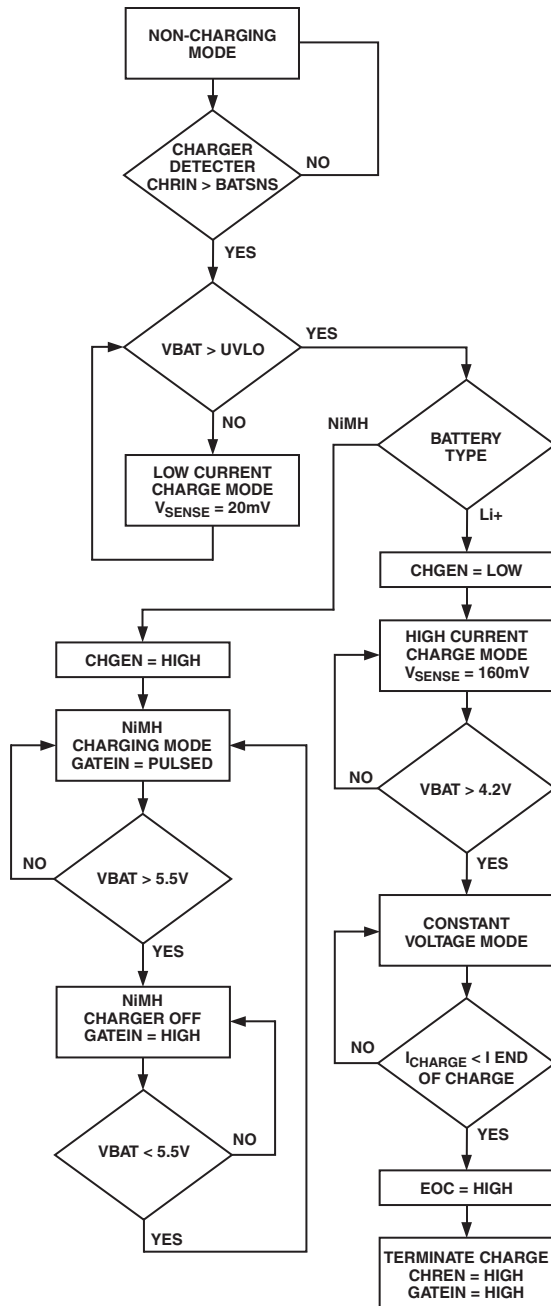 NON-CHARGING
MODE
CHARGER
DETECTER
CHRIN > BATSNS
NO
YES
VBAT > UVLO
YES
NO
LOW CURRENT
CHARGE MODE
VSENSE = 20mV
BATTERY
TYPE
NiMH
Li+
CHGEN = LOW
HIGH CURRENT
CHARGE MODE
VSENSE = 160mV
VBAT > 4.2V
NO
YES
CONSTANT
VOLTAGE MODE
ICHARGE < I END
OF CHARGE
NO
YES
EOC = HIGH
TERMINATE CHARGE
CHREN = HIGH
GATEIN = HIGH
CHGEN = HIGH
NiMH
CHARGING MODE
GATEIN = PULSED
VBAT > 5.5V
NO
YES
NiMH
CHARGER OFF
GATEIN = HIGH
VBAT < 5.5V
NO
YES